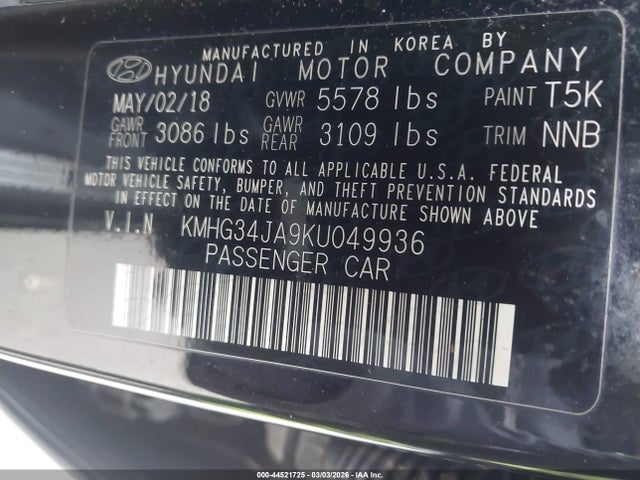 MANUFACTURED IN KOREA BY
HYUNDAI MOTOR COMPANY
MAY/02/18 GVWR 5578 lbs PAINT T5K
GAWR FRONT 3086 lbs GAWR REAR 3109 lbs TRIM NNB
THIS VEHICLE CONFORMS TO ALL APPLICABLE U.S.A. FEDERAL
MOTOR VEHICLE SAFETY, BUMPER, AND THEFT PREVENTION STANDARDS
IN EFFECT ON THE DATE OF MANUFACTURE SHOWN ABOVE
V.I.N KMHG34JA9KU049936
PASSENGER CAR
000-44521725 - 03/03/2026 - IAA Inc.